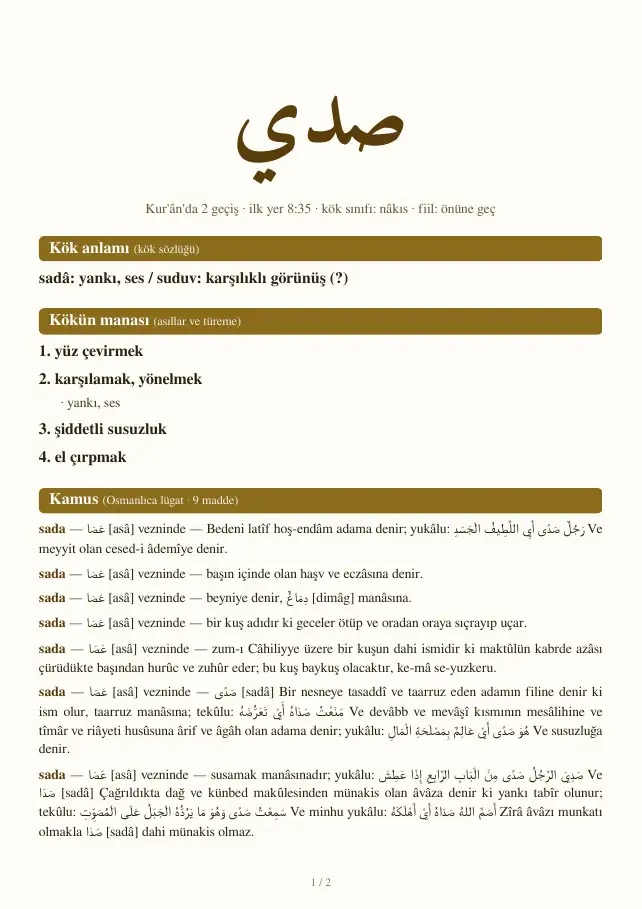 صدي
Kur'ân'da 2 geçiş · ilk yer 8:35 · kök sınıfı: nâkıs · fiil: önüne geç
Kök anlamı (kök sözlüğü)
sadâ: yankı, ses / suduv: karşılıklı görünüş (?)
Kökün manası (asıllar ve türeme)
1. yüz çevirmek
2. karşılamak, yönelmek
· yankı, ses
3. şiddetli susuzluk
4. el çırpmak
Kamus (Osmanlıca lügat · 9 madde)
sada — عَصَا [asâ] vezninde — Bedeni latîf hoş-endâm adama denir; yukâlu: رَجُلٌ صَدًى أَيِ اللَّطِيفُ الْجَسَدِ Ve
meyyit olan cesed-i âdemîye denir.
sada — عَصَا [asâ] vezninde — başın içinde olan haşv ve eczâsına denir.
sada — عَصَا [asâ] vezninde — beyniye denir, دِمَاغٌ [dimâg] manâsına.
sada — عَصَا [asâ] vezninde — bir kuş adıdır ki geceler ötüp ve oradan oraya sıçrayıp uçar.
sada — عَصَا [asâ] vezninde — zum-ı Câhiliyye üzere bir kuşun dahi ismidir ki maktûlün kabrde azâsı
çürüdükte başından hurûc ve zuhûr eder; bu kuş baykuş olacaktır, ke-mâ se-yuzkeru.
sada — عَصَا [asâ] vezninde — صَدًى [sadâ] Bir nesneye tasaddî ve taarruz eden adamın filine denir ki
ism olur, taarruz manâsına; tekûlu: مَنَعْتُ صَدَاهُ أَيْ تَعَرُّضَهُ Ve devâbb ve mevâşî kısmının mesâlihine ve
tîmâr ve riâyeti husûsuna ârif ve âgâh olan adama denir; yukâlu: هُوَ صَدًى أَيْ عَالِمٌ بِمَصْلَحَةِ الْمَالِ Ve susuzluğa
denir.
sada — عَصَا [asâ] vezninde — susamak manâsınadır; yukâlu: صَدِيَ الرَّجُلُ صَدًى مِنَ الْبَابِ الرَّابِعِ إِذَا عَطِشَ Ve
صَدَا [sadâ] Çağrıldıkta dağ ve künbed makûlesinden münakis olan âvâza denir ki yankı tabîr olunur;
tekûlu: سَمِعْتُ صَدًى وَهُوَ مَا يَرُدُّهُ الْجَبَلُ عَلَى الْمُصَوِّتِ Ve minhu yukâlu: أَصَمَّ اللهُ صَدَاهُ أَيْ أَهْلَكَهُ Zîrâ âvâzı munkatı
olmakla صَدَا [sadâ] dahi münakis olmaz.
1 / 2